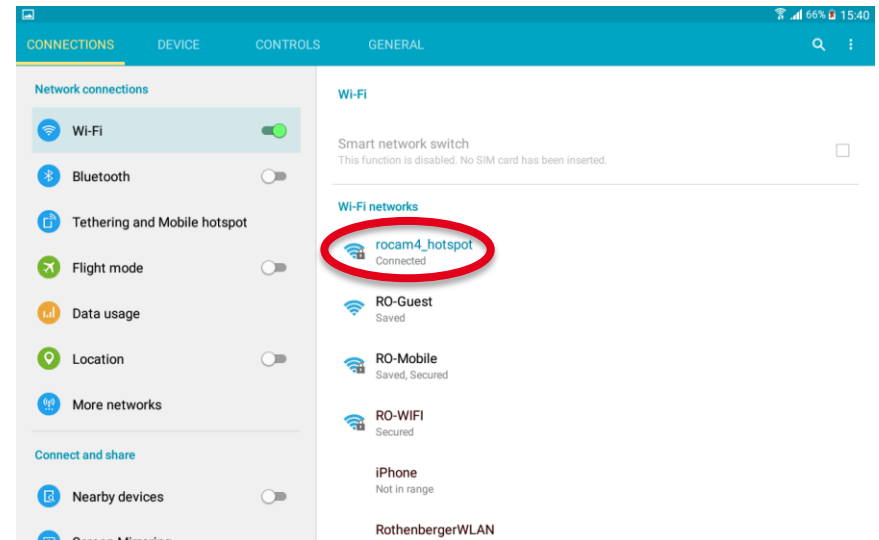 66% 15:40
CONNECTIONS DEVICE CONTROLS GENERAL
Network connections
Wi-Fi
Bluetooth
Tethering and Mobile hotspot
Flight mode
Data usage
Location
More networks
Connect and share
Nearby devices
Wi-Fi
Smart network switch
This function is disabled. No SIM card has been inserted.
Wi-Fi networks
rocam4_hotspot
Connected
RO-Guest
Saved
RO-Mobile
Saved, Secured
RO-WIFI
Secured
iPhone
Not in range
RothenbergerWLAN